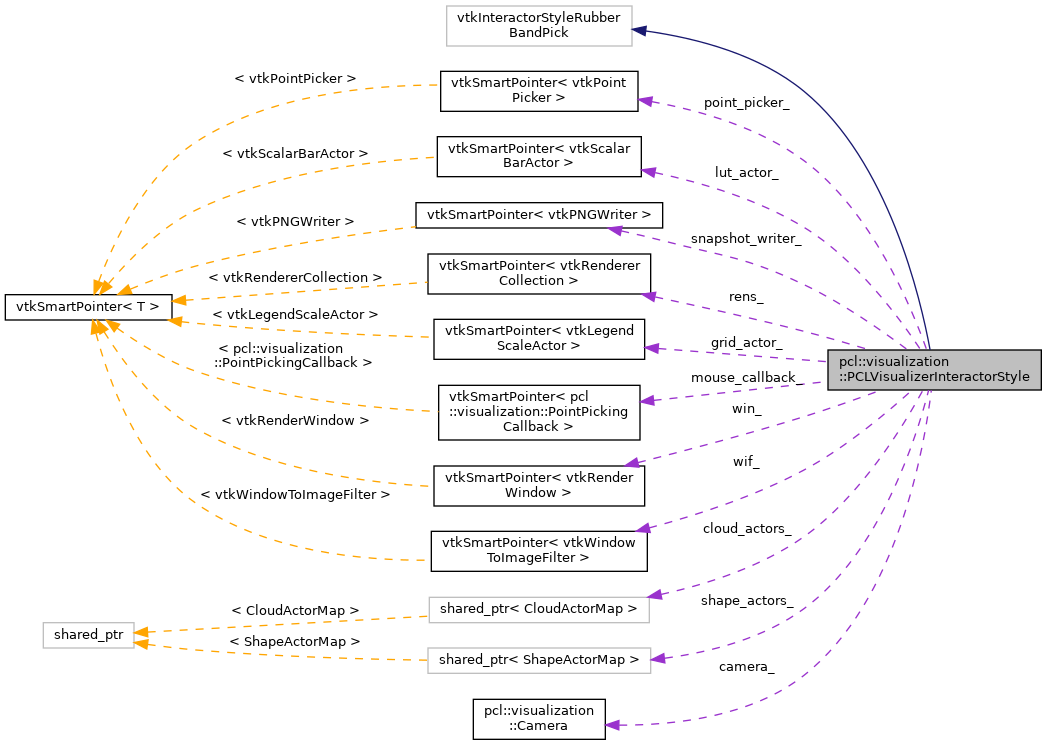 vtkInteractorStyleRubber
BandPick
< vtkPointPicker >
vtkSmartPointer< vtkPoint
Picker >
point_picker_
< vtkScalarBarActor >
vtkSmartPointer< vtkScalar
BarActor >
lut_actor_
< vtkPNGWriter >
vtkSmartPointer< vtkPNGWriter >
snapshot_writer_
< vtkRendererCollection >
vtkSmartPointer< vtkRenderer
Collection >
rens_
vtkSmartPointer< T >
< vtkLegendScaleActor >
vtkSmartPointer< vtkLegend
ScaleActor >
grid_actor_
pcl::visualization
::PCLVisualizerInteractorStyle
< pcl::visualization
::PointPickingCallback >
vtkSmartPointer< pcl
::visualization::PointPicking
Callback >
mouse_callback_
< vtkRenderWindow >
vtkSmartPointer< vtkRender
Window >
win_
< vtkWindowToImageFilter >
vtkSmartPointer< vtkWindow
ToImageFilter >
wif_
< CloudActorMap >
shared_ptr< CloudActorMap >
cloud_actors_
shared_ptr
< ShapeActorMap >
shared_ptr< ShapeActorMap >
shape_actors_
pcl::visualization
::Camera
camera_